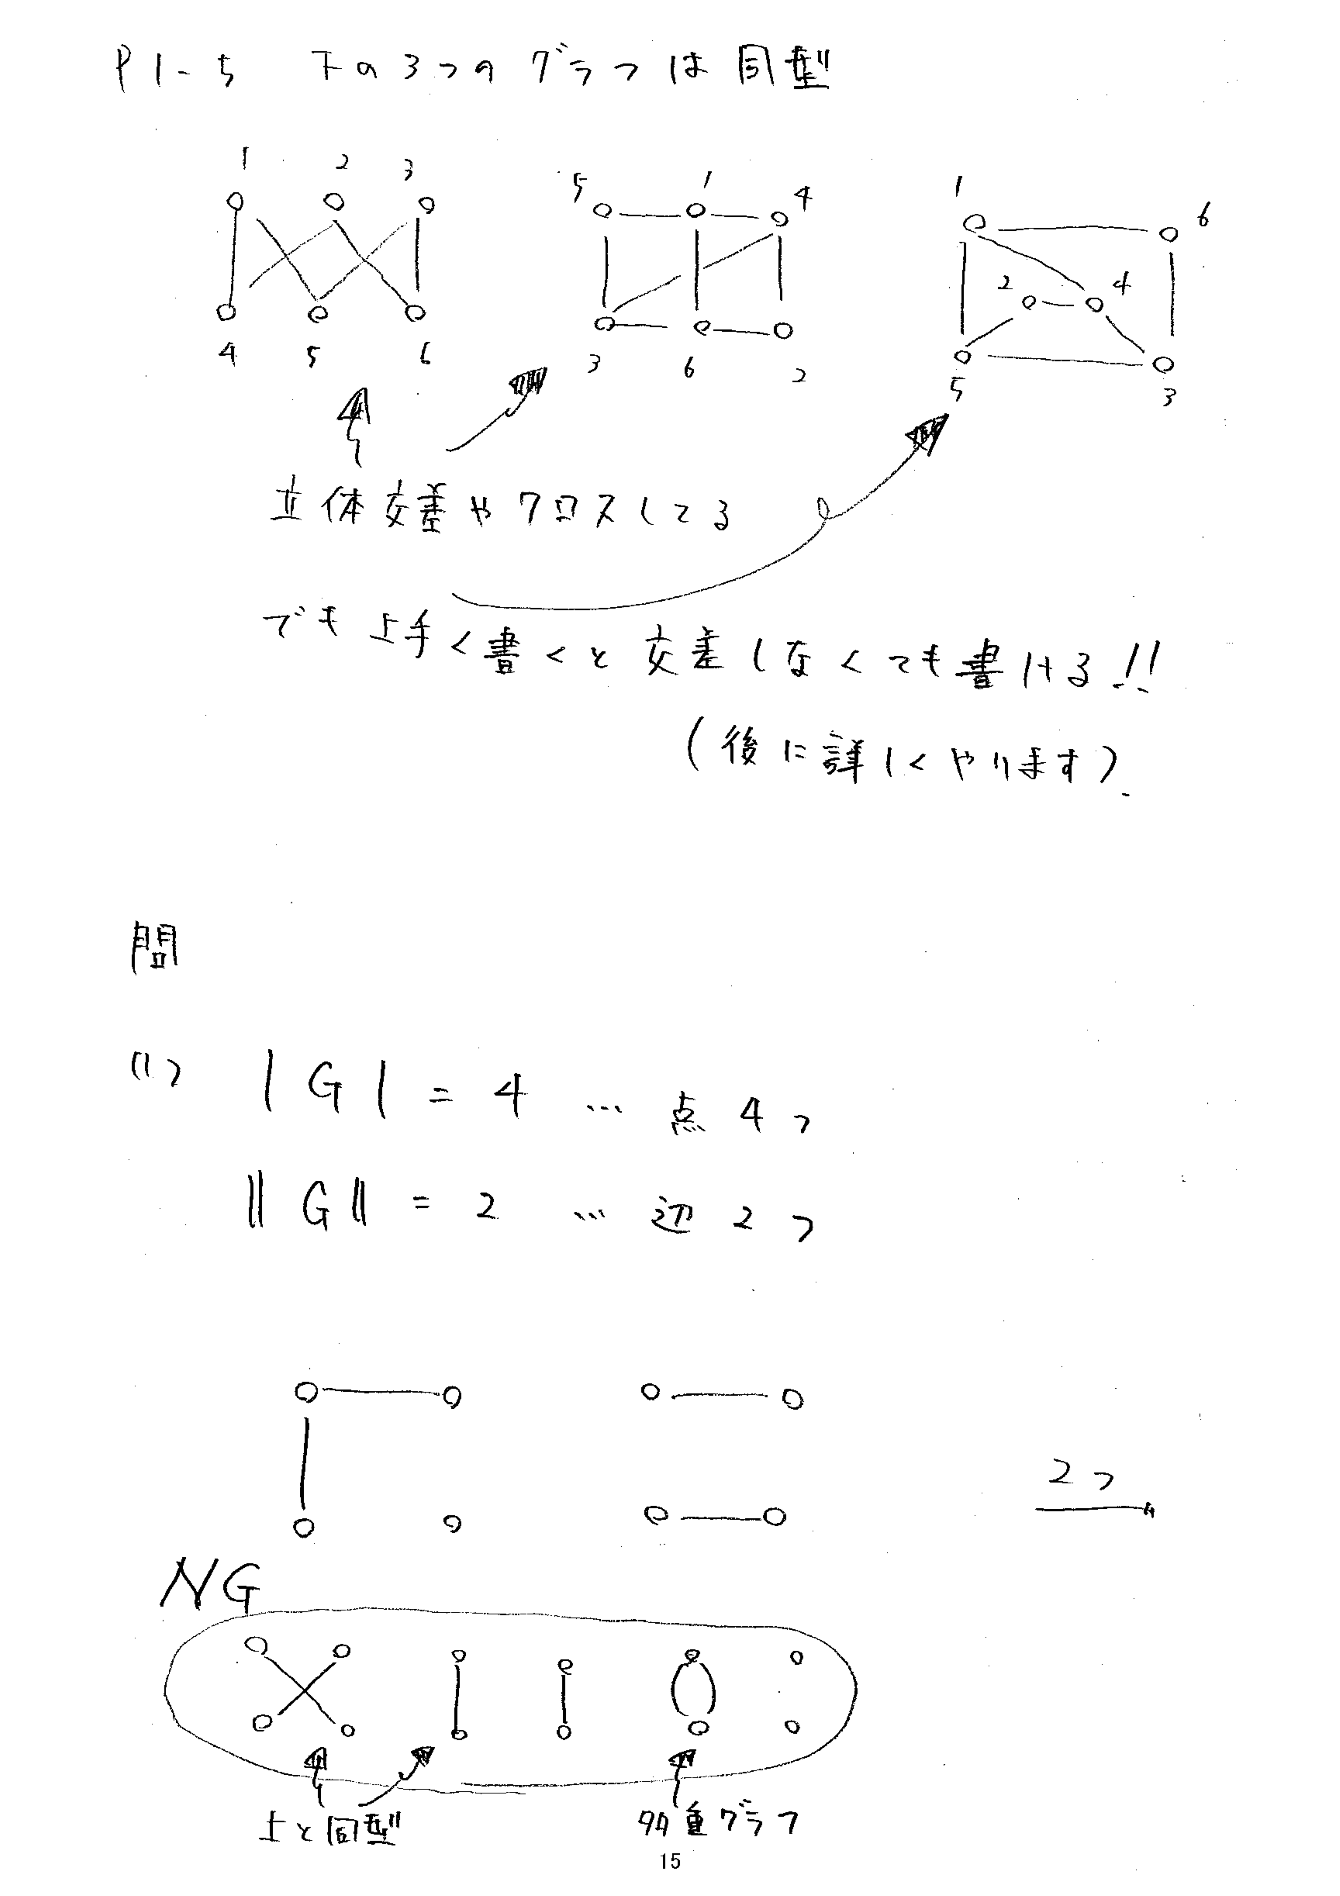 P1-5 下の3つのグラフは同型
1 2 3
4 5 6
5 1 4
3 6 2
1 6
2 4
5 3
立体交差やクロスしてる
でも上手く書くと交差しなくても書ける!!
(後に詳しくやります).
問
(1) |G| = 4 … 点4つ
||G|| = 2 … 辺2つ
2つ
NG
上と同型
多重グラフ
15